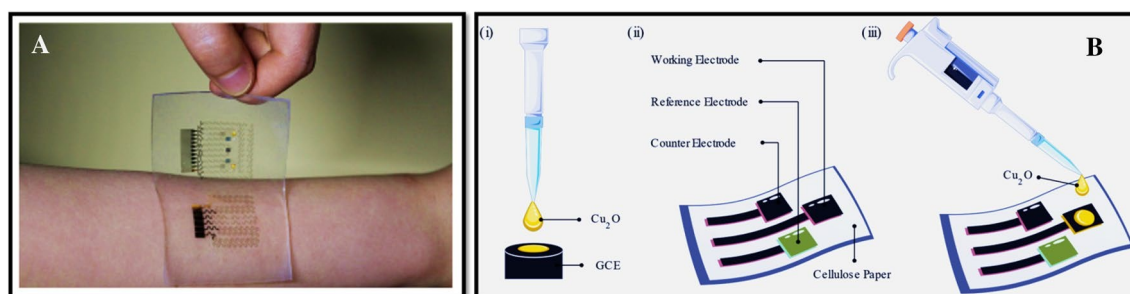 A
(i)
(ii)
(iii)
B
Working Electrode
Reference Electrode
Counter Electrode
Cu₂O
Cu₂O
GCE
Cellulose Paper